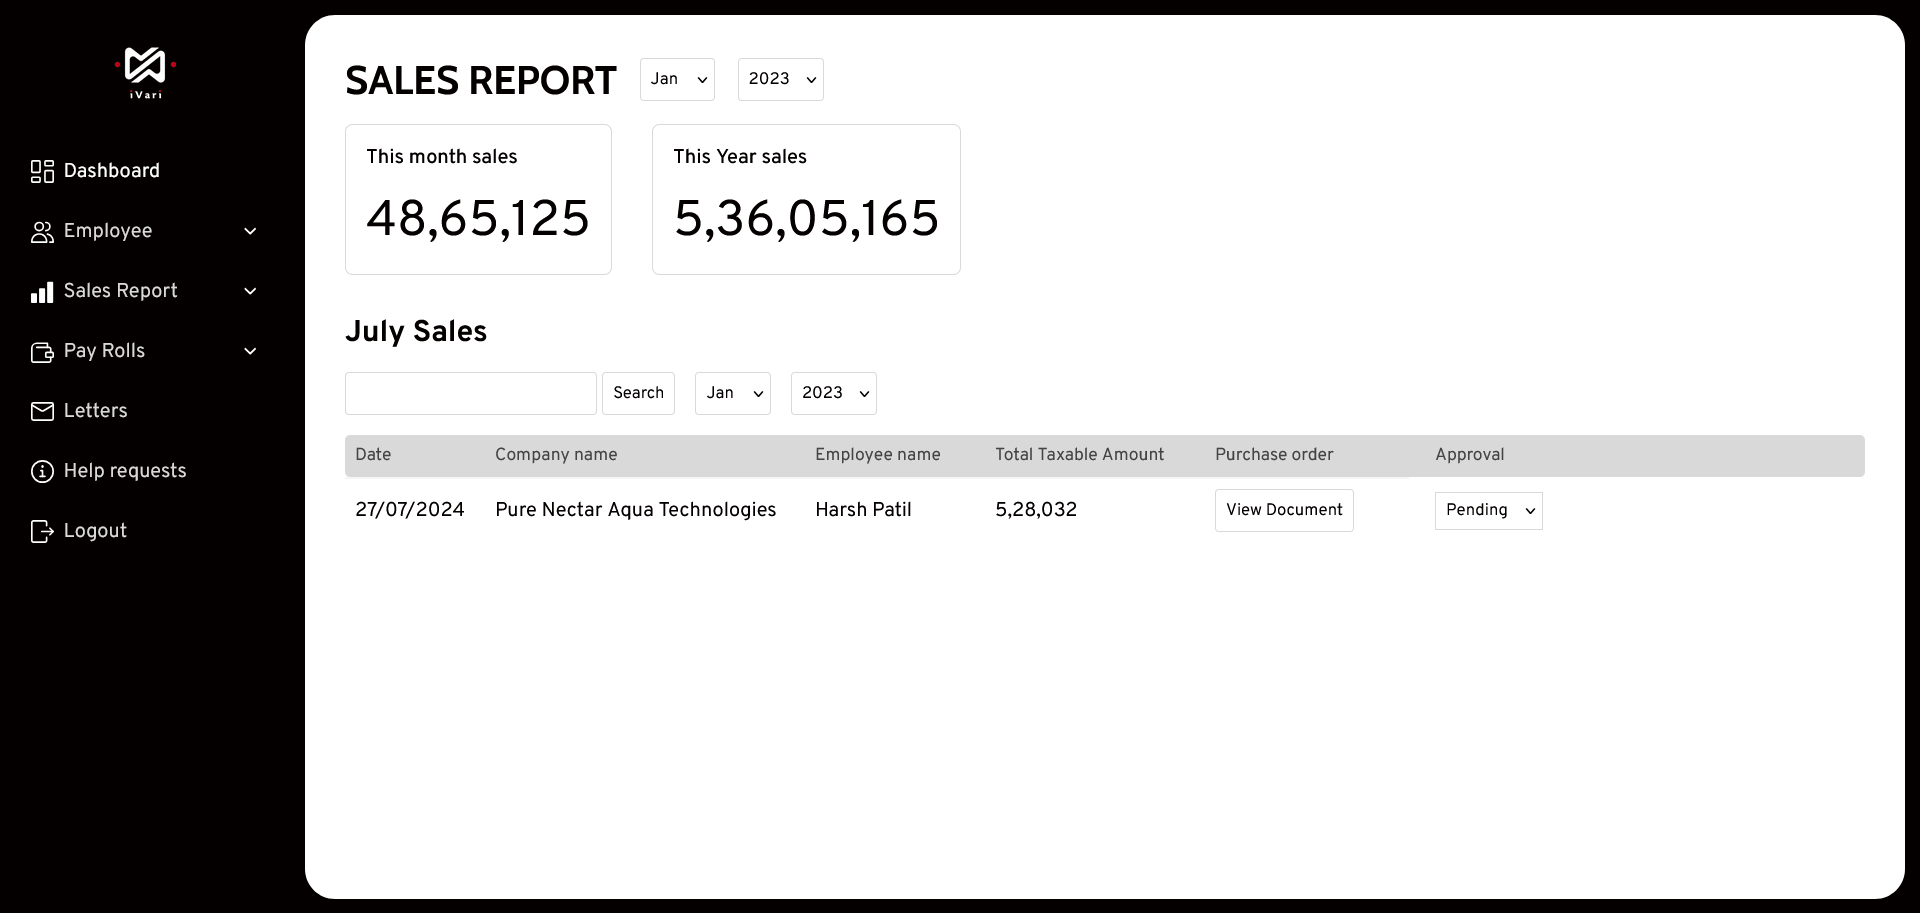 iVari
Dashboard
Employee
Sales Report
Pay Rolls
Letters
Help requests
Logout
SALES REPORT Jan 2023
This month sales
48,65,125
This Year sales
5,36,05,165
July Sales
Search Jan 2023
Date Company name Employee name Total Taxable Amount Purchase order Approval
27/07/2024 Pure Nectar Aqua Technologies Harsh Patil 5,28,032 View Document Pending